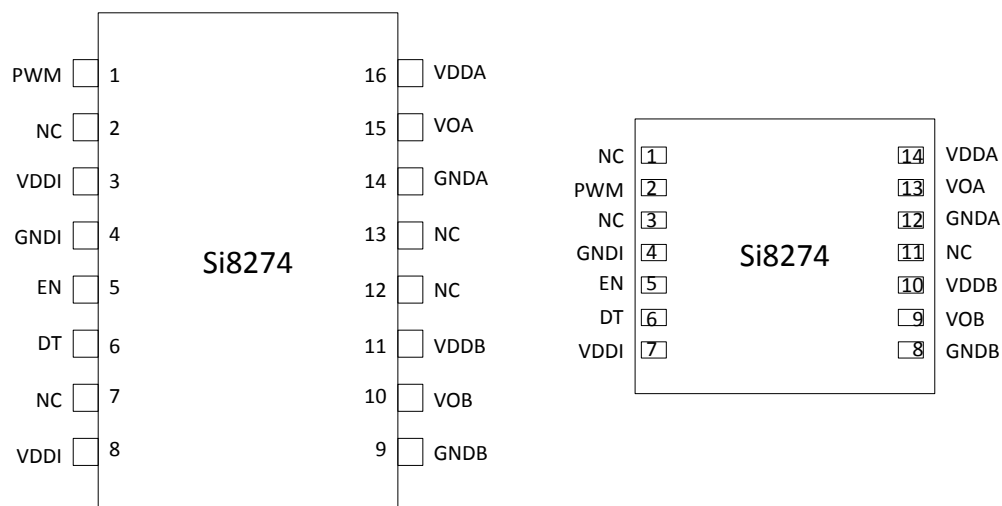 PWM 1 16 VDDA
NC 2 15 VOA
VDDI 3 14 GNDA
GNDI 4 13 NC
Si8274
EN 5 12 NC
DT 6 11 VDDB
NC 7 10 VOB
VDDI 8 9 GNDB
NC 1 14 VDDA
PWM 2 13 VOA
NC 3 12 GNDA
GNDI 4 Si8274 11 NC
EN 5 10 VDDB
DT 6 9 VOB
VDDI 7 8 GNDB